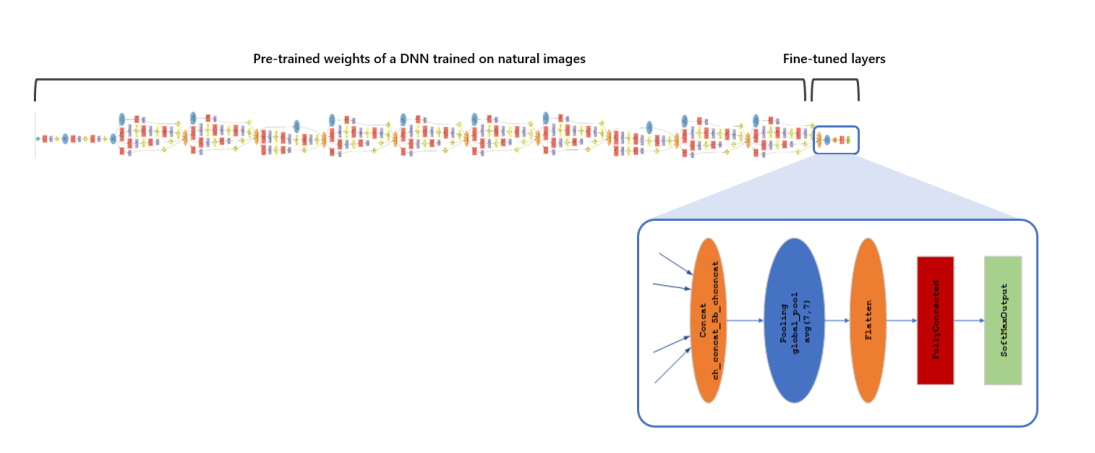 Pre-trained weights of a DNN trained on natural images
Fine-tuned layers
Concat
ch_concat_5b_chconcat
Pooling
global_pool
avg(7,7)
Flatten
FullyConnected
SoftMaxOutput